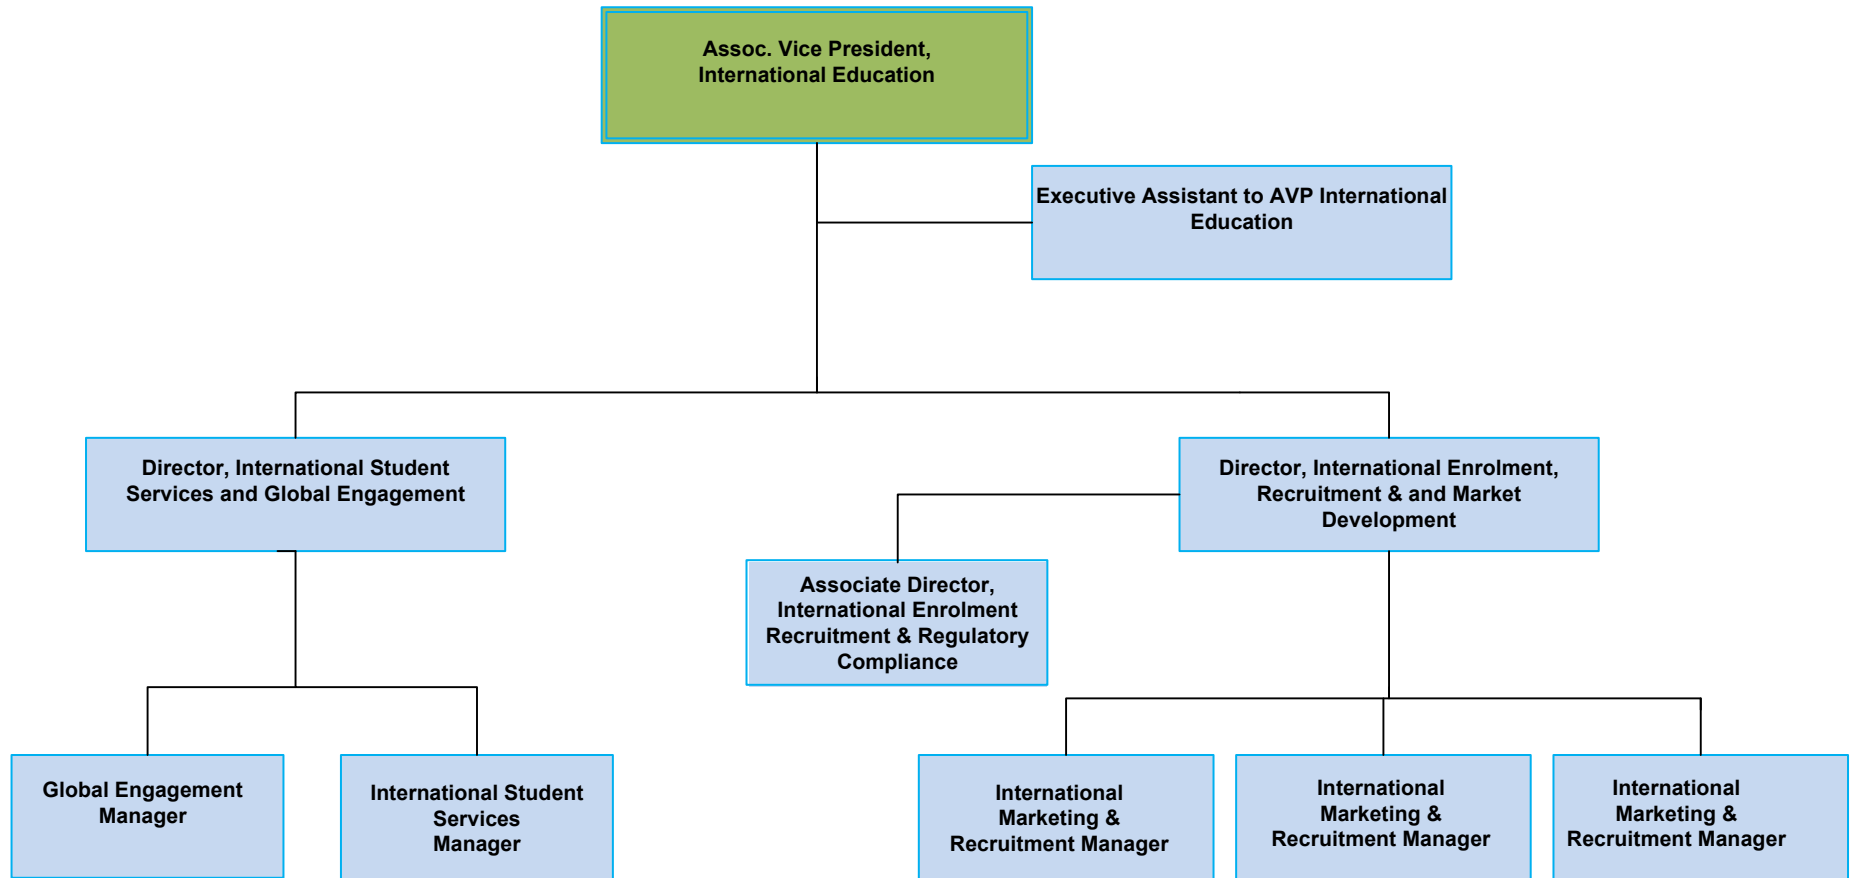 Assoc. Vice President,
International Education
Executive Assistant to AVP International
Education
Director, International Student
Services and Global Engagement
Director, International Enrolment,
Recruitment & and Market
Development
Associate Director,
International Enrolment
Recruitment & Regulatory
Compliance
Global Engagement
Manager
International Student
Services
Manager
International
Marketing &
Recruitment Manager
International
Marketing &
Recruitment Manager
International
Marketing &
Recruitment Manager